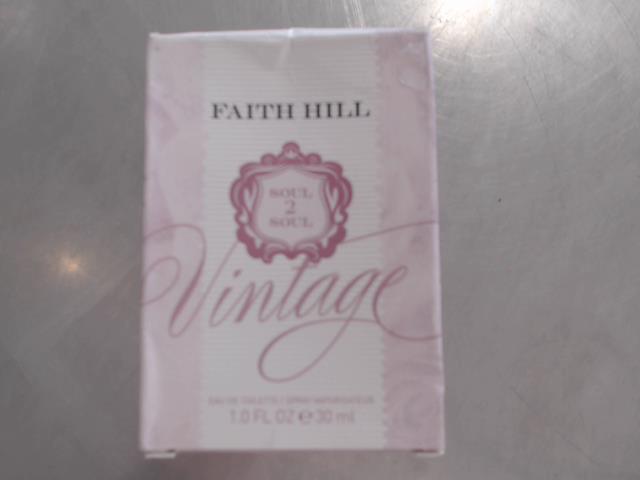 FAITH HILL
SOUL
2
SOUL
Vintage
EAU DE TOILETTE / SPRAY VAPORISATEUR
1.0 FL OZ ℮ 30 ml